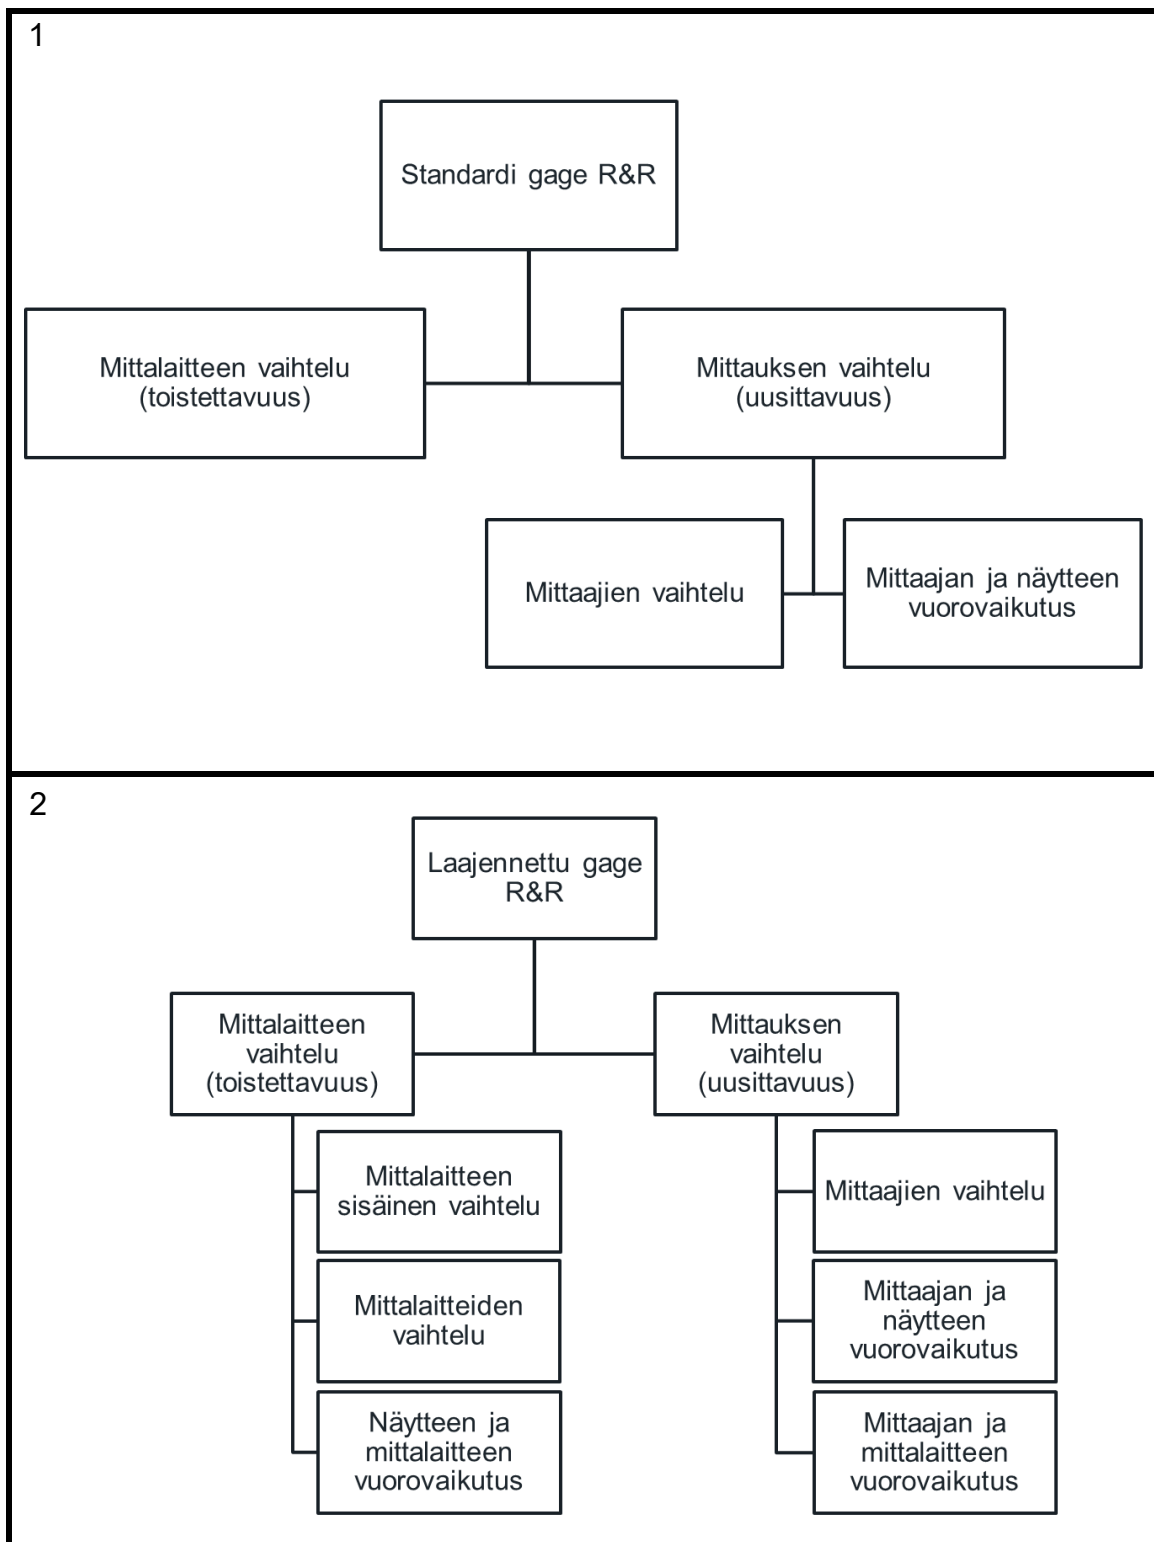 1
Standardi gage R&R
Mittalaitteen vaihtelu
(toistettavuus)
Mittauksen vaihtelu
(uusittavuus)
Mittaajien vaihtelu
Mittaajan ja näytteen
vuorovaikutus
2
Laajennettu gage
R&R
Mittalaitteen
vaihtelu
(toistettavuus)
Mittauksen
vaihtelu
(uusittavuus)
Mittalaitteen
sisäinen vaihtelu
Mittalaitteiden
vaihtelu
Näytteen ja
mittalaitteen
vuorovaikutus
Mittaajien vaihtelu
Mittaajan ja
näytteen
vuorovaikutus
Mittaajan ja
mittalaitteen
vuorovaikutus